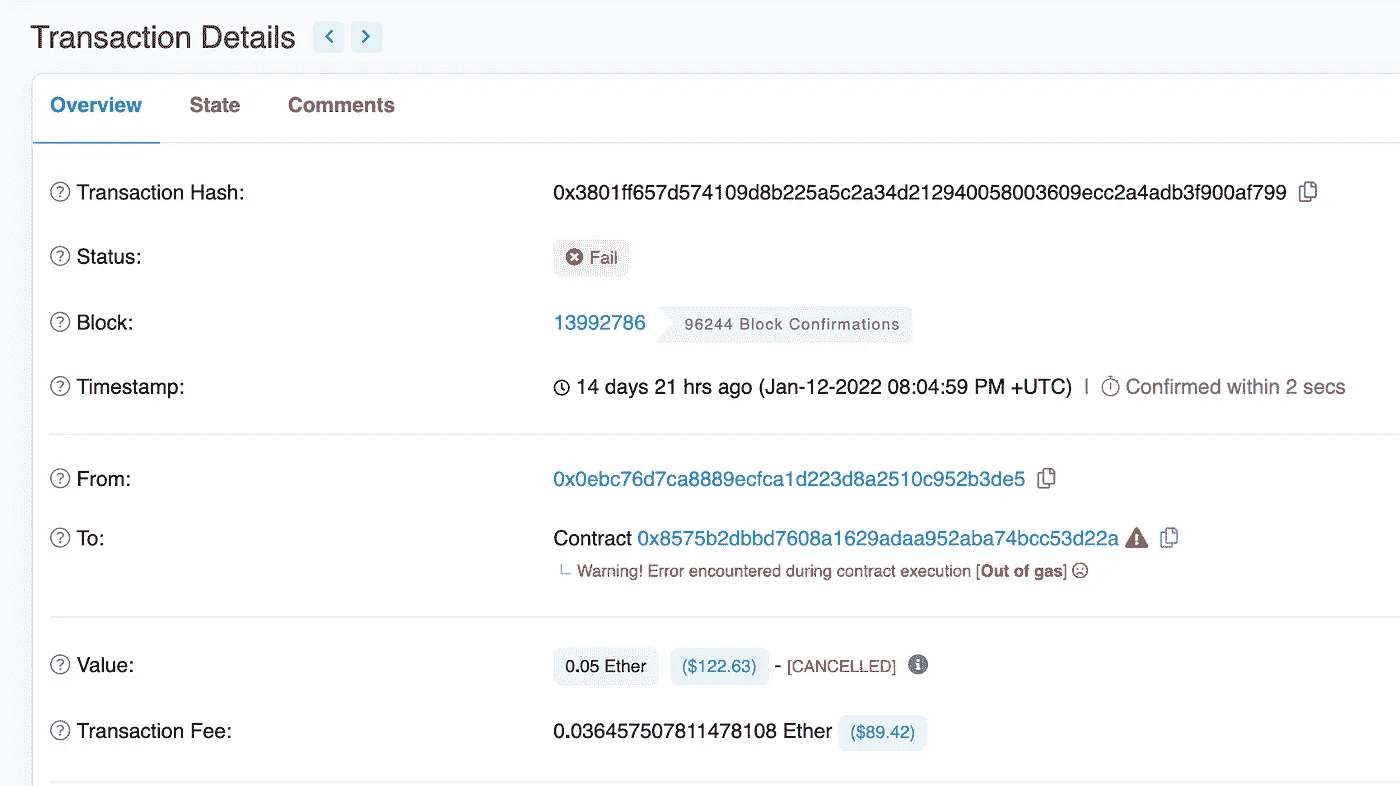 Transaction Details
Overview State Comments
Transaction Hash: 0x3801ff657d574109d8b225a5c2a34d212940058003609ecc2a4adb3f900af799
Status: Fail
Block: 13992786 96244 Block Confirmations
Timestamp: 14 days 21 hrs ago (Jan-12-2022 08:04:59 PM +UTC) | Confirmed within 2 secs
From: 0x0ebc76d7ca8889ecfca1d223d8a2510c952b3de5
To: Contract 0x8575b2dbbd7608a1629adaa952aba74bcc53d22a
Warning! Error encountered during contract execution [Out of gas]
Value: 0.05 Ether ($122.63) - [CANCELLED]
Transaction Fee: 0.036457507811478108 Ether ($89.42)